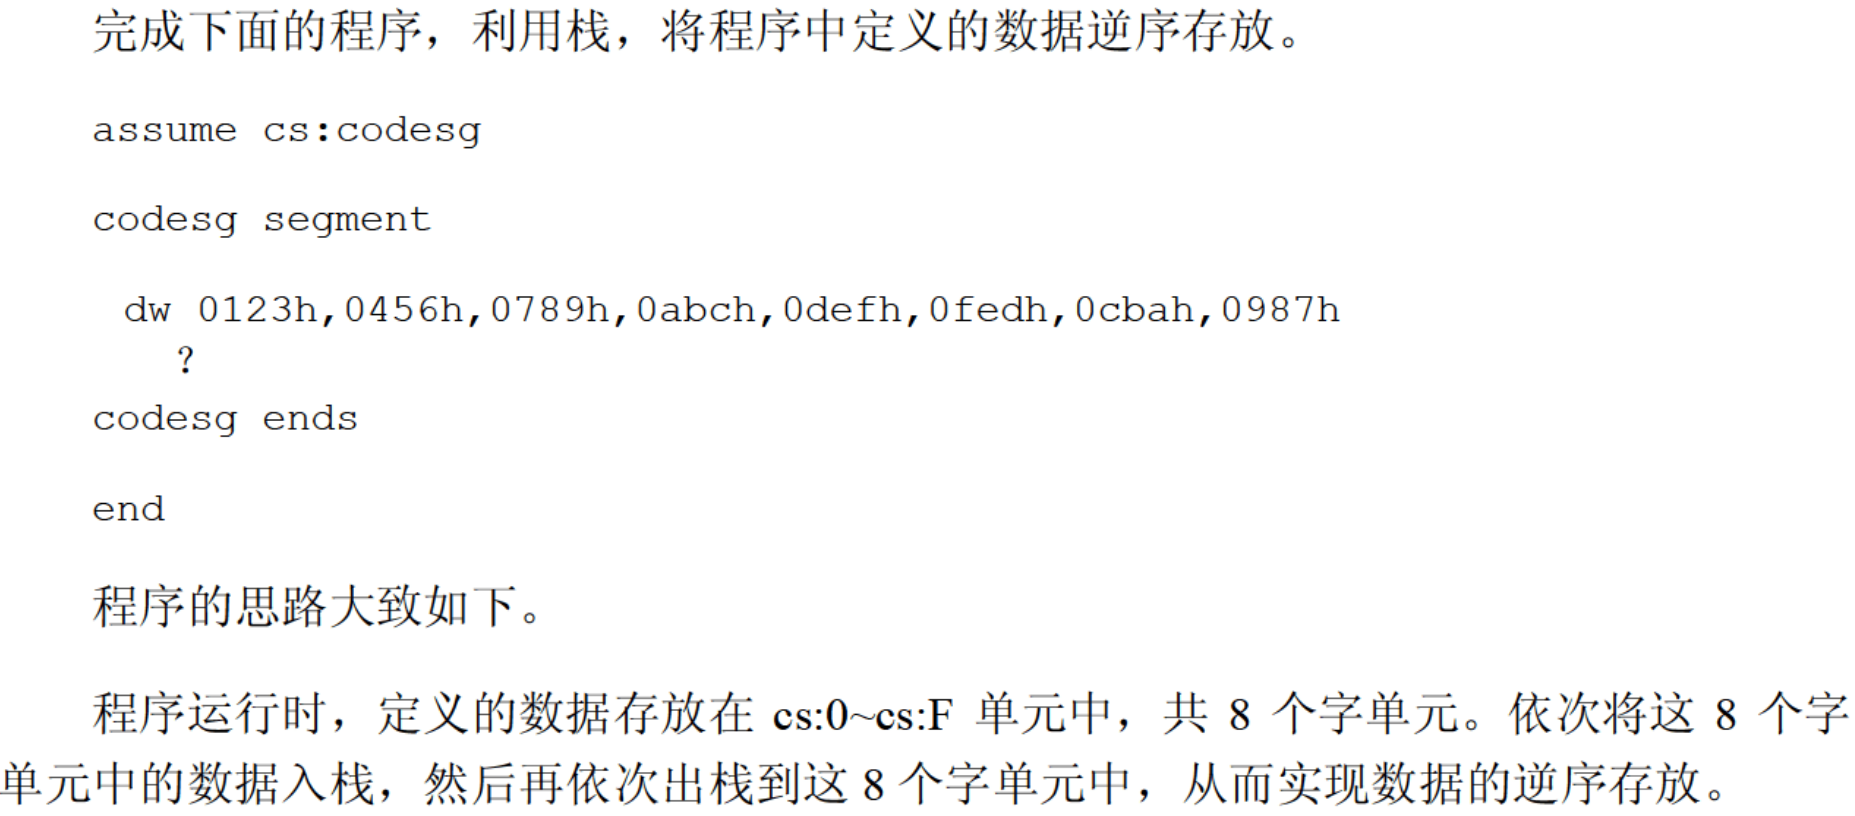 完成下面的程序，利用栈，将程序中定义的数据逆序存放。
assume cs:codesg
codesg segment
dw 0123h,0456h,0789h,0abch,0defh,0fedh,0cbah,0987h
?
codesg ends
end
程序的思路大致如下。
程序运行时，定义的数据存放在 cs:0~cs:F 单元中，共 8 个字单元。依次将这 8 个字
单元中的数据入栈，然后再依次出栈到这 8 个字单元中，从而实现数据的逆序存放。